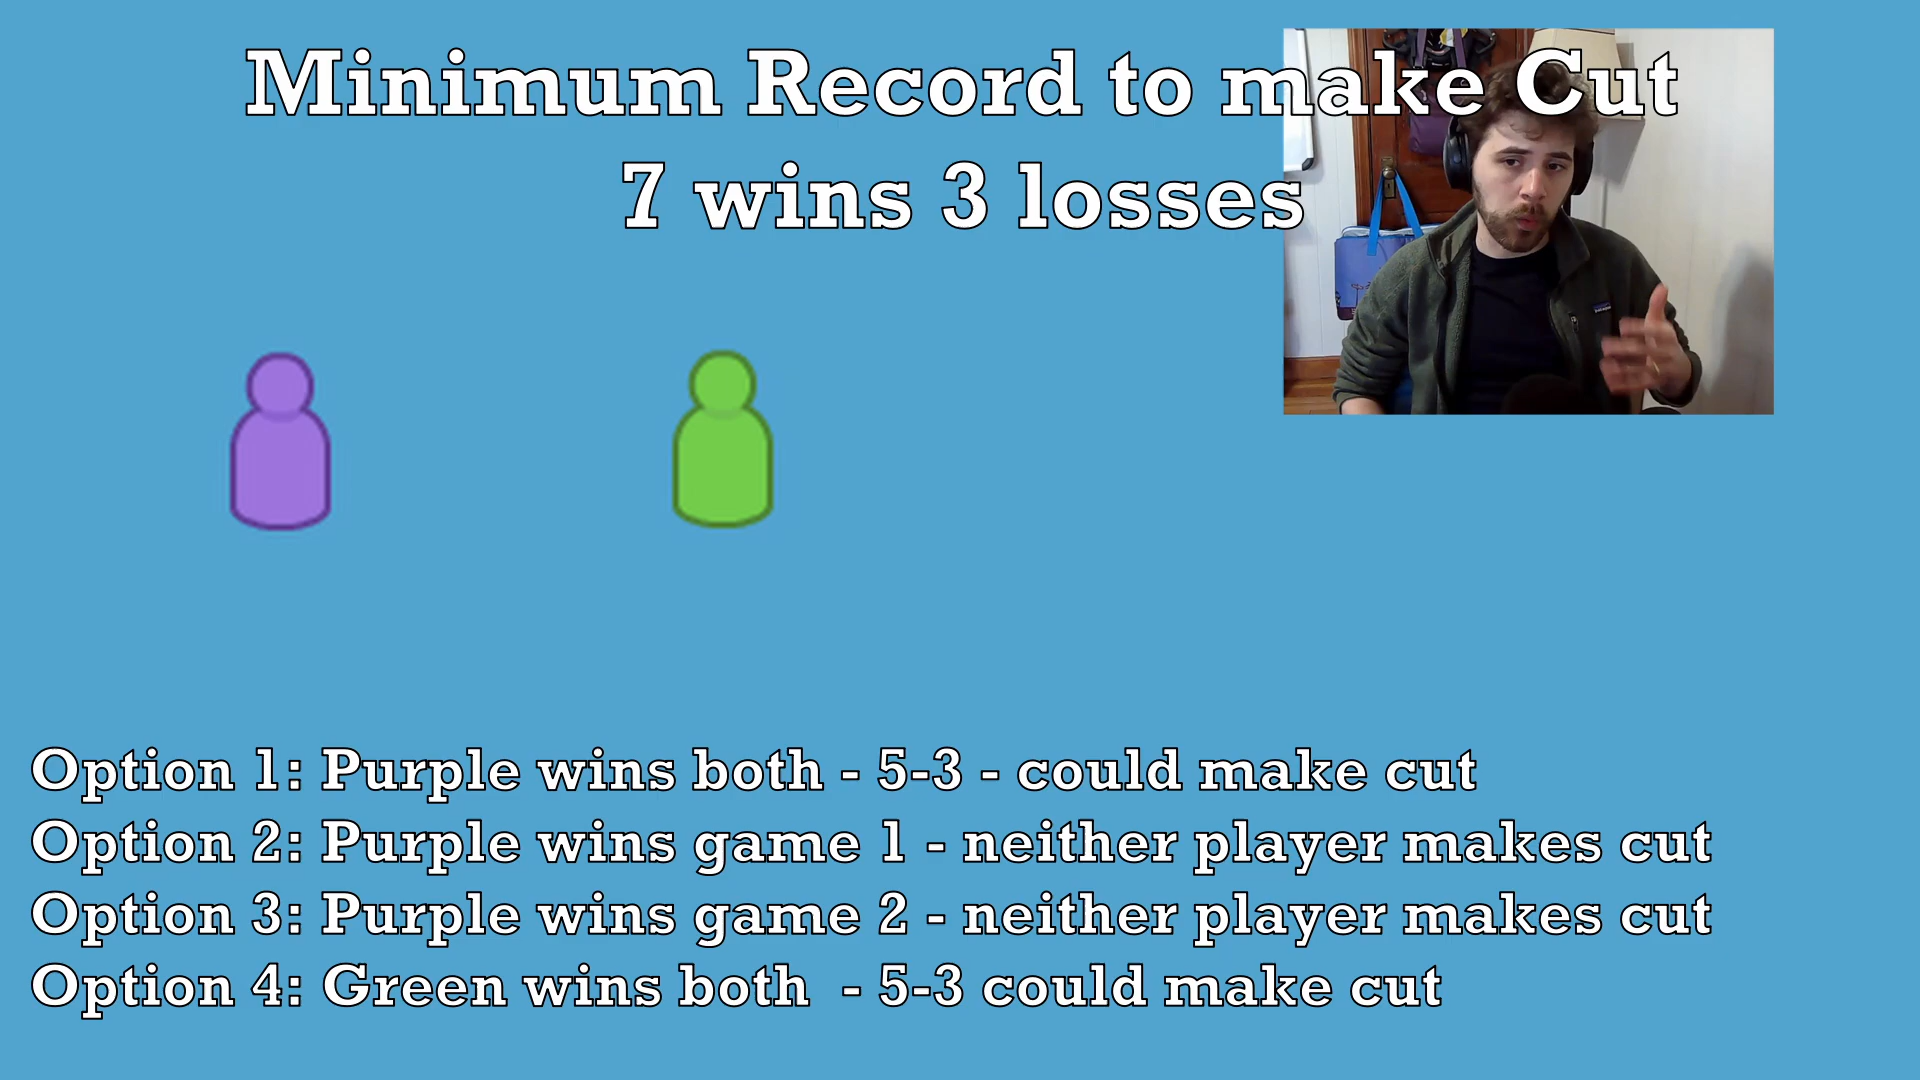 Minimum Record to make Cut
7 wins 3 losses
Option 1: Purple wins both - 5-3 - could make cut
Option 2: Purple wins game 1 - neither player makes cut
Option 3: Purple wins game 2 - neither player makes cut
Option 4: Green wins both - 5-3 could make cut